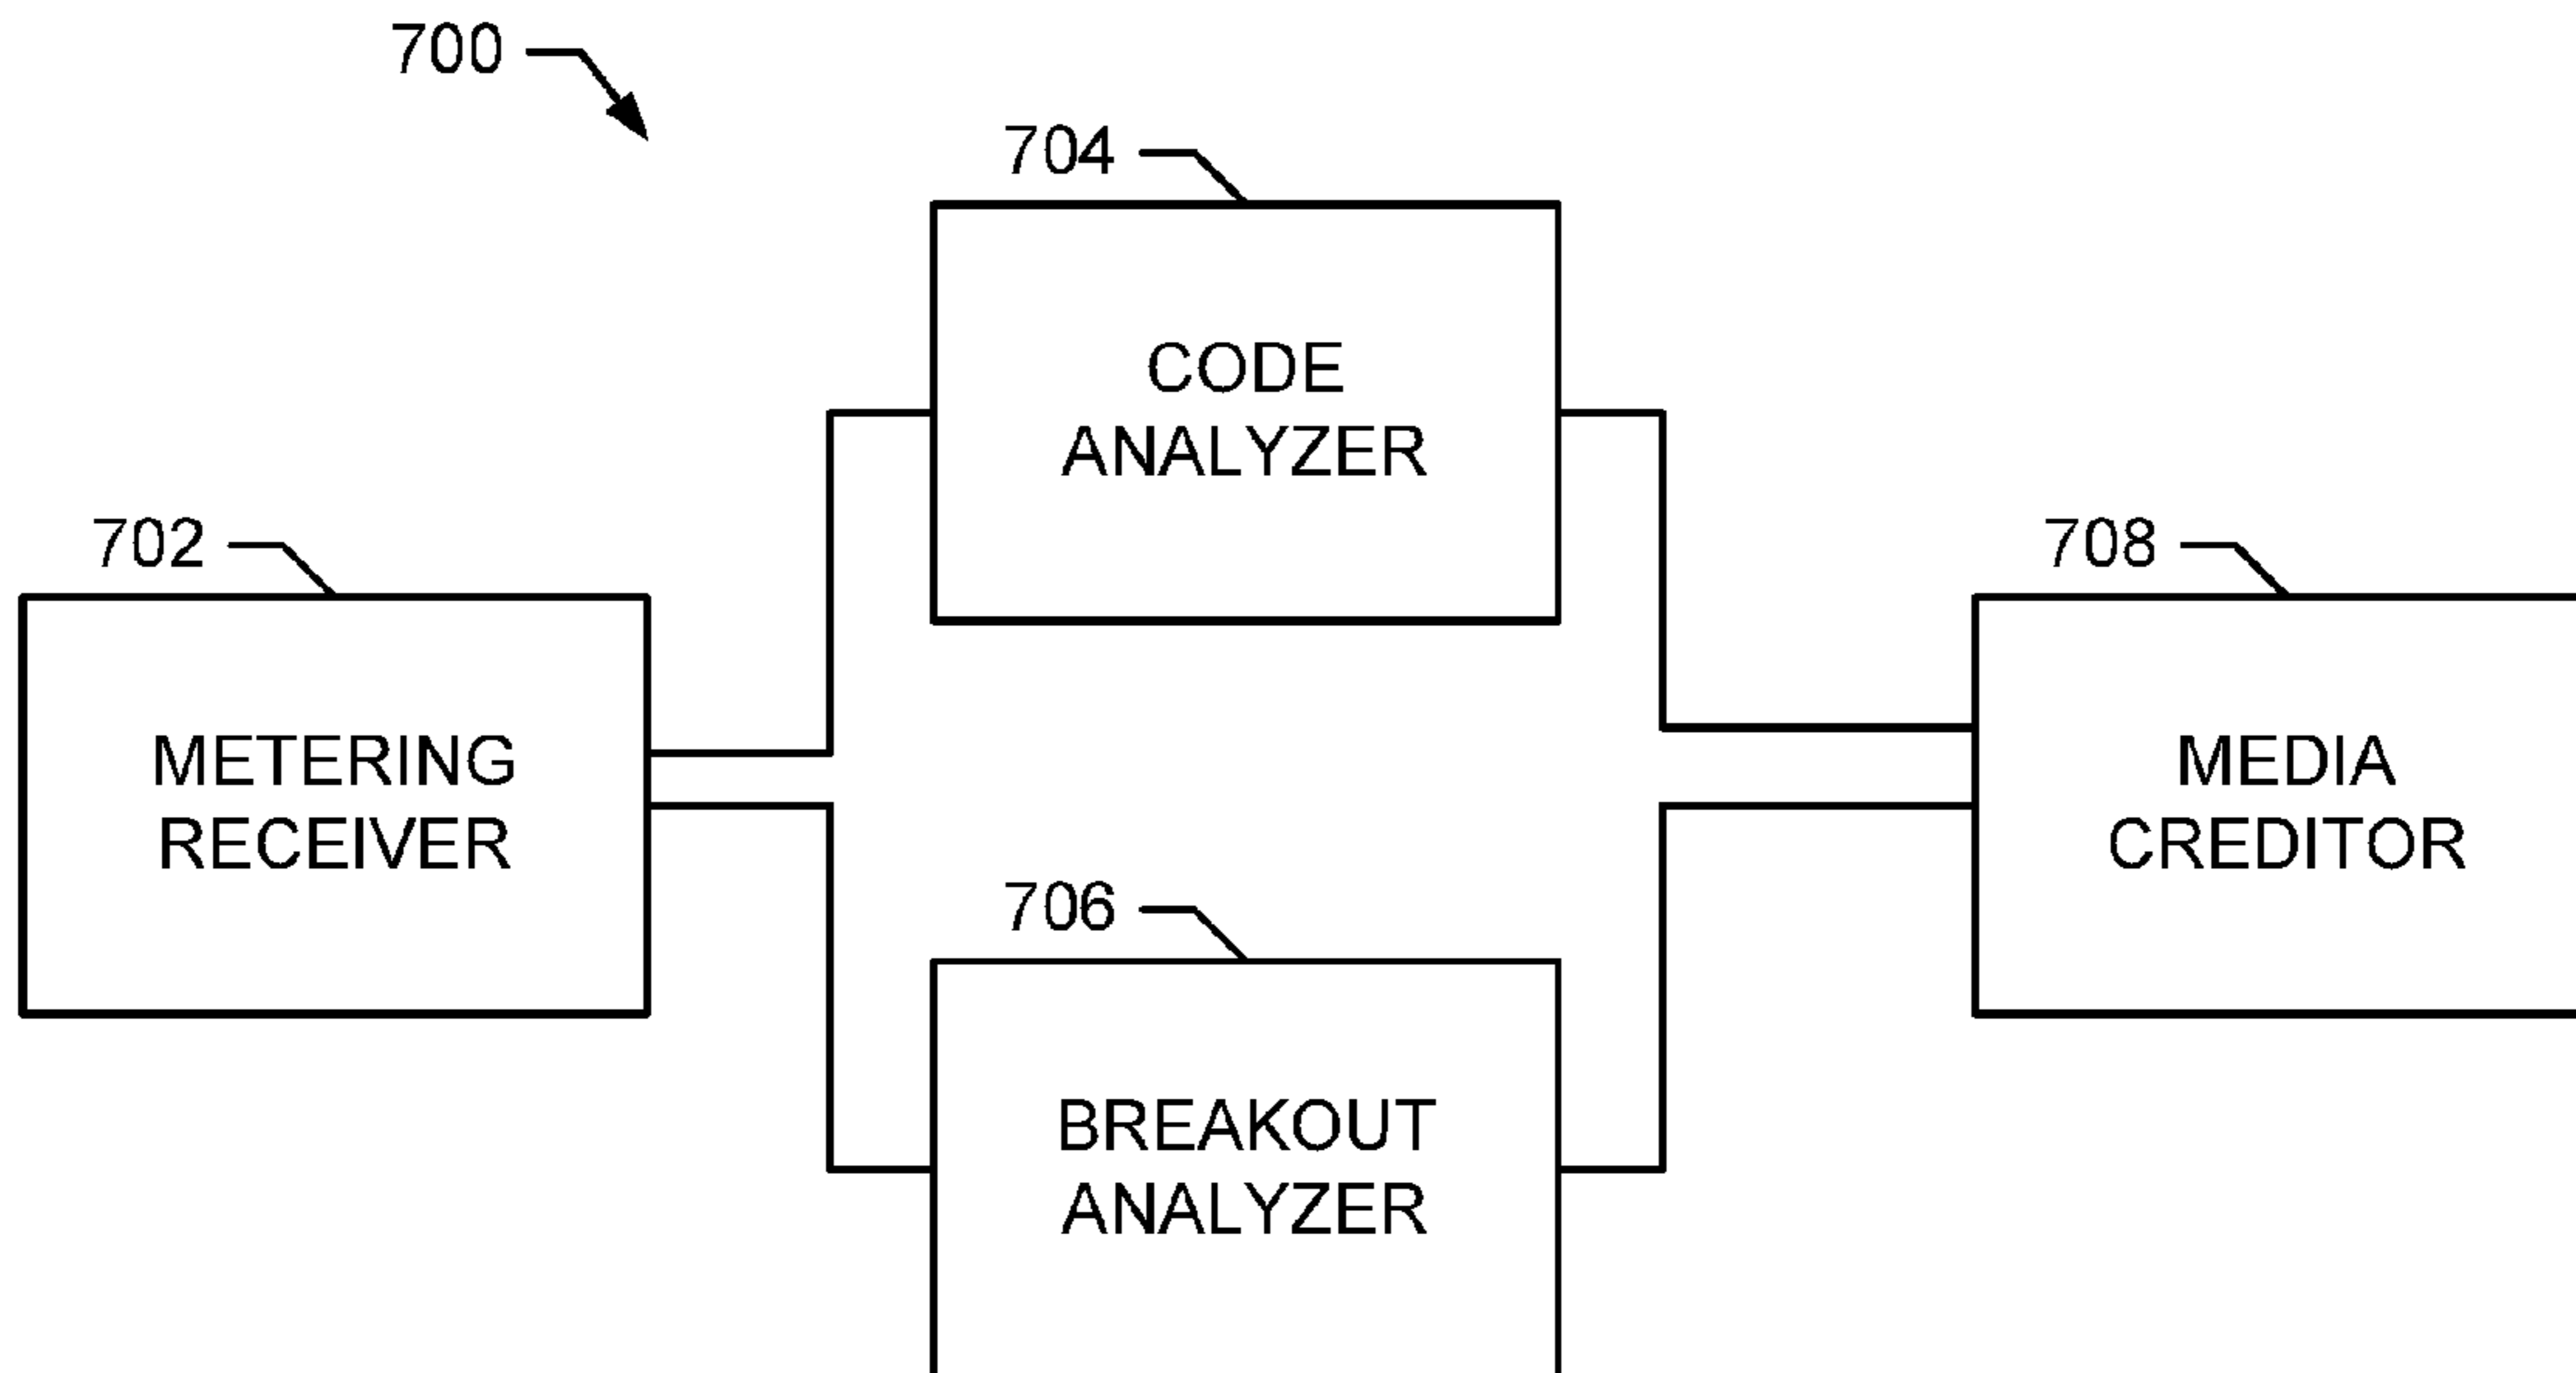 700
704
CODE
ANALYZER
702
METERING
RECEIVER
708
MEDIA
CREDITOR
706
BREAKOUT
ANALYZER